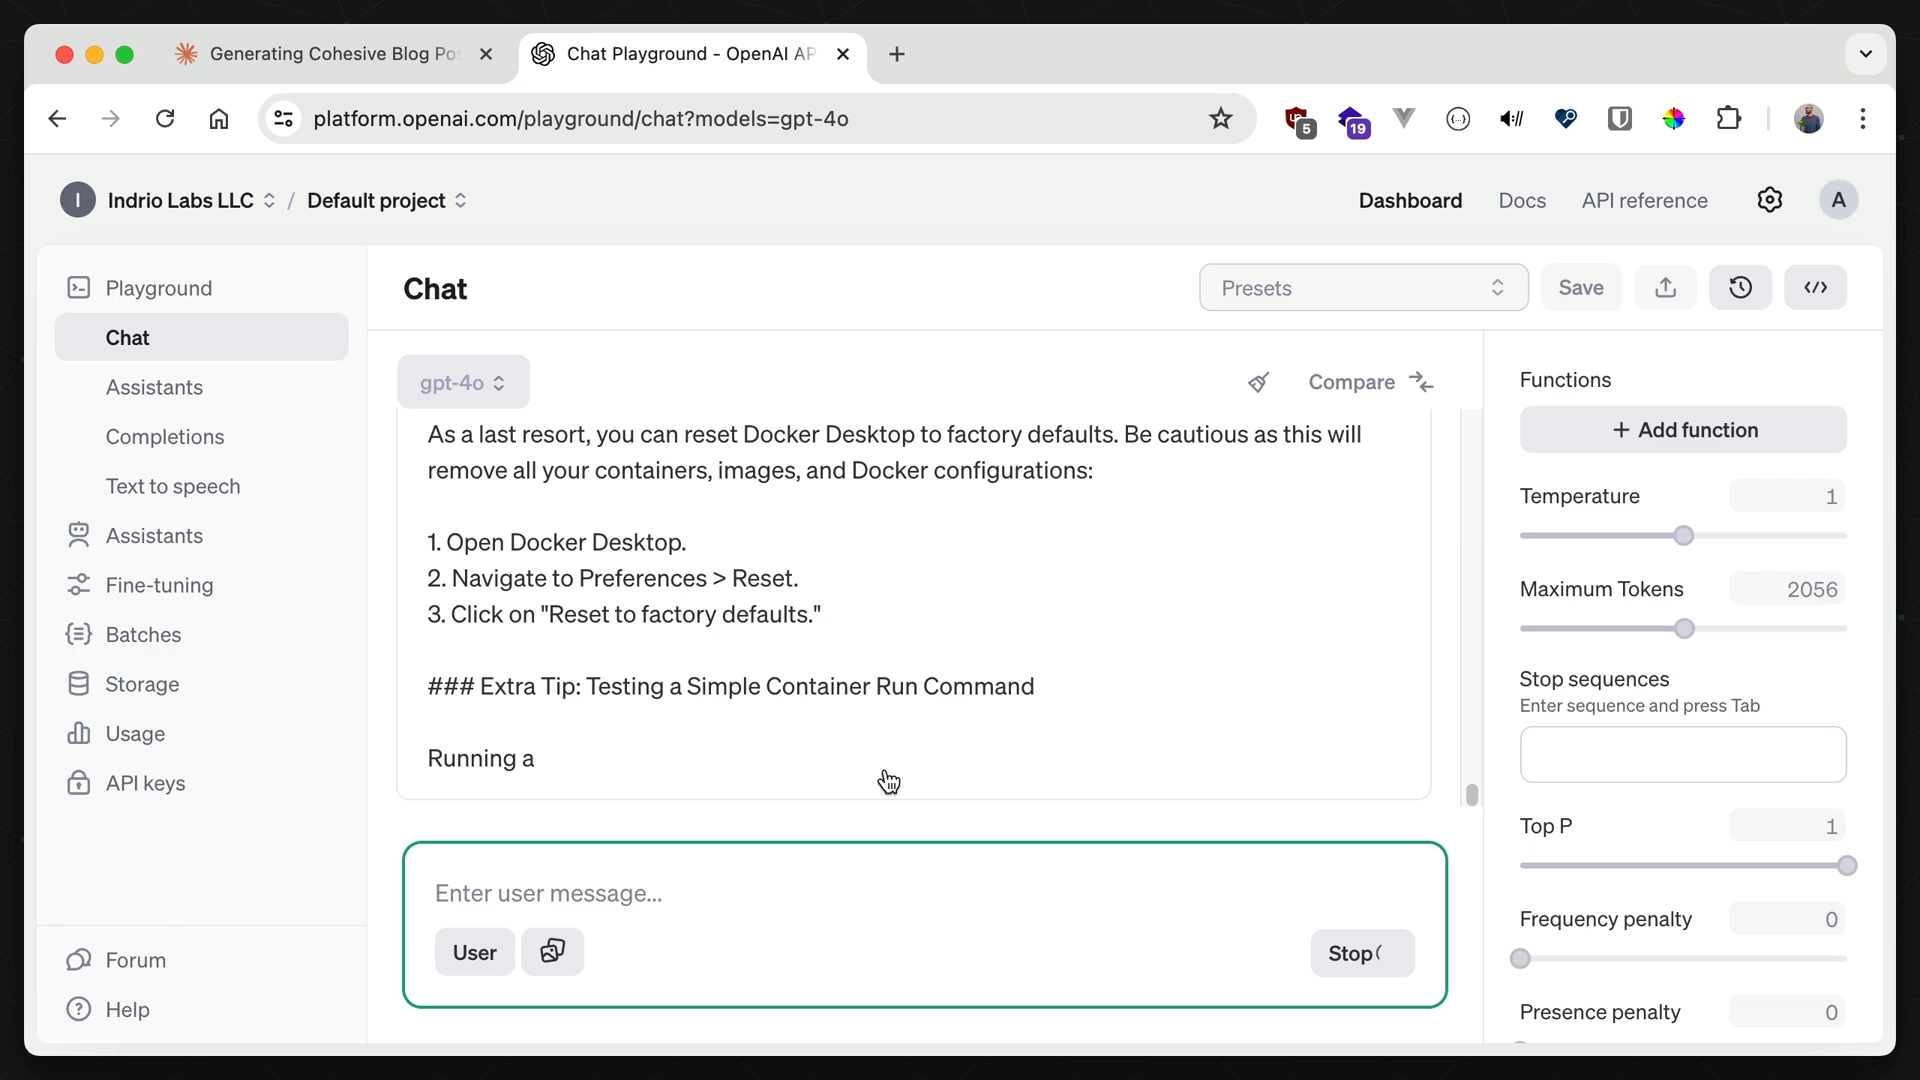 Generating Cohesive Blog Pos
Chat Playground - OpenAI AP
platform.openai.com/playground/chat?models=gpt-4o
5
19
I
Indrio Labs LLC
/
Default project
Dashboard
Docs
API reference
A
Playground
Chat
Assistants
Completions
Text to speech
Assistants
Fine-tuning
Batches
Storage
Usage
API keys
Forum
Help
Chat
Presets
Save
gpt-4o
Compare
As a last resort, you can reset Docker Desktop to factory defaults. Be cautious as this will
remove all your containers, images, and Docker configurations:
1. Open Docker Desktop.
2. Navigate to Preferences > Reset.
3. Click on "Reset to factory defaults."
### Extra Tip: Testing a Simple Container Run Command
Running a
Enter user message...
User
Stop
Functions
+ Add function
Temperature
1
Maximum Tokens
2056
Stop sequences
Enter sequence and press Tab
Top P
1
Frequency penalty
0
Presence penalty
0